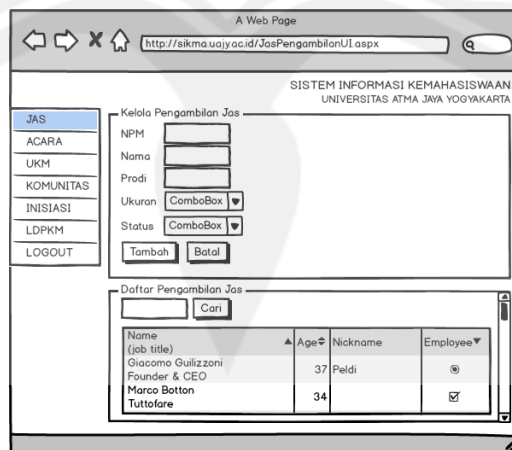 A Web Page
http://sikma.uajy.ac.id/JasPengambilanUI.aspx
SISTEM INFORMASI KEMAHASISWAAN
UNIVERSITAS ATMA JAYA YOGYAKARTA
JAS
ACARA
UKM
KOMUNITAS
INISIASI
LDPKM
LOGOUT
Kelola Pengambilan Jas
NPM
Nama
Prodi
Ukuran ComboBox
Status ComboBox
Tambah Batal
Daftar Pengambilan Jas
Cari
Name
(job title) Age Nickname Employee
Giacomo Guilizzoni
Founder & CEO 37 Peldi
Marco Botton
Tuttofare 34